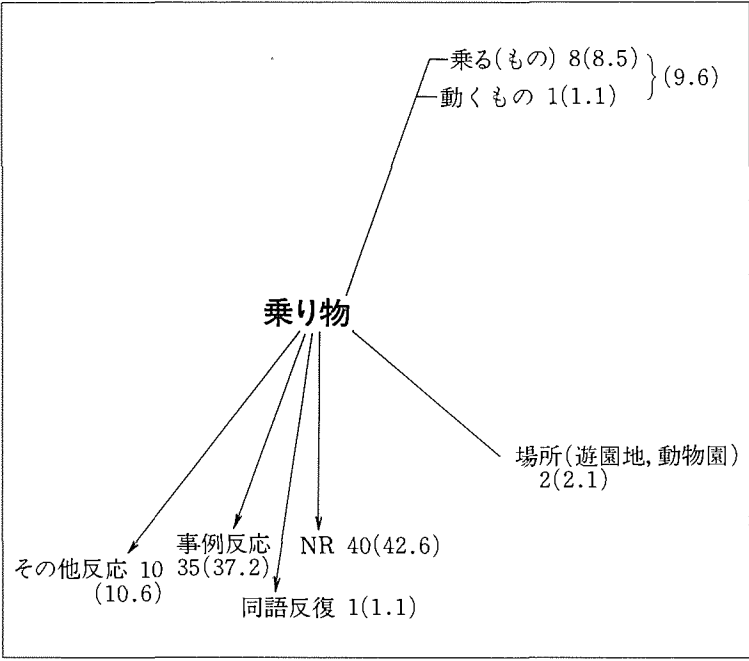 乗る(もの) 8(8.5)
動くもの 1(1.1)
(9.6)
乗り物
場所(遊園地,動物園)
2(2.1)
事例反応
35(37.2)
NR 40(42.6)
その他反応 10
(10.6)
同語反復 1(1.1)